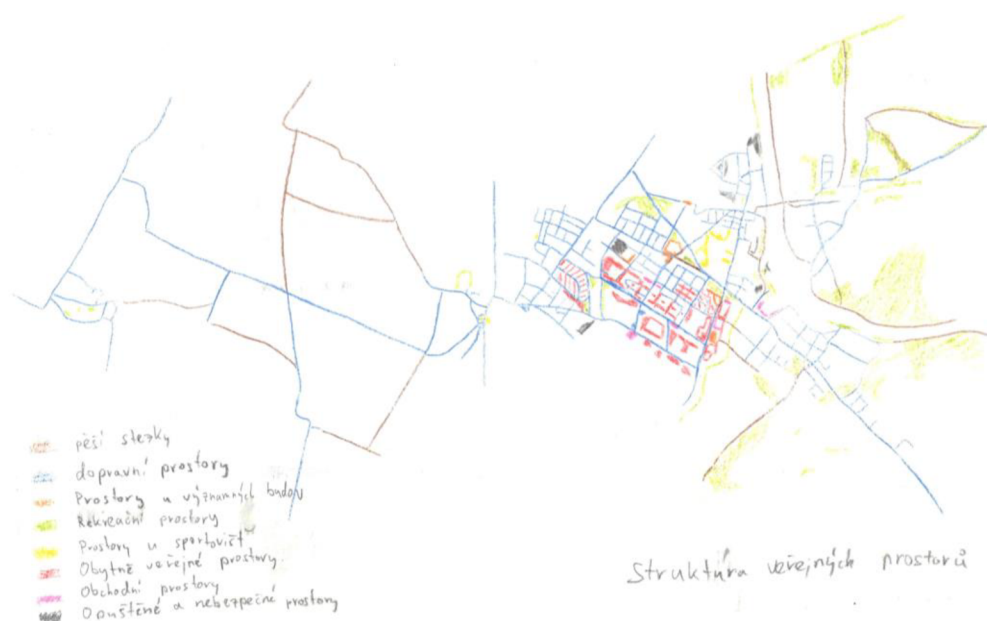 pěší stezky
dopravní prostory
Prostory u významných budov
Rekreační prostory
Prostory u sportovišť
Obytné veřejné prostory
Obchodní prostory
Opuštěné a nebezpečné prostory
Struktúra veřejných prostorů